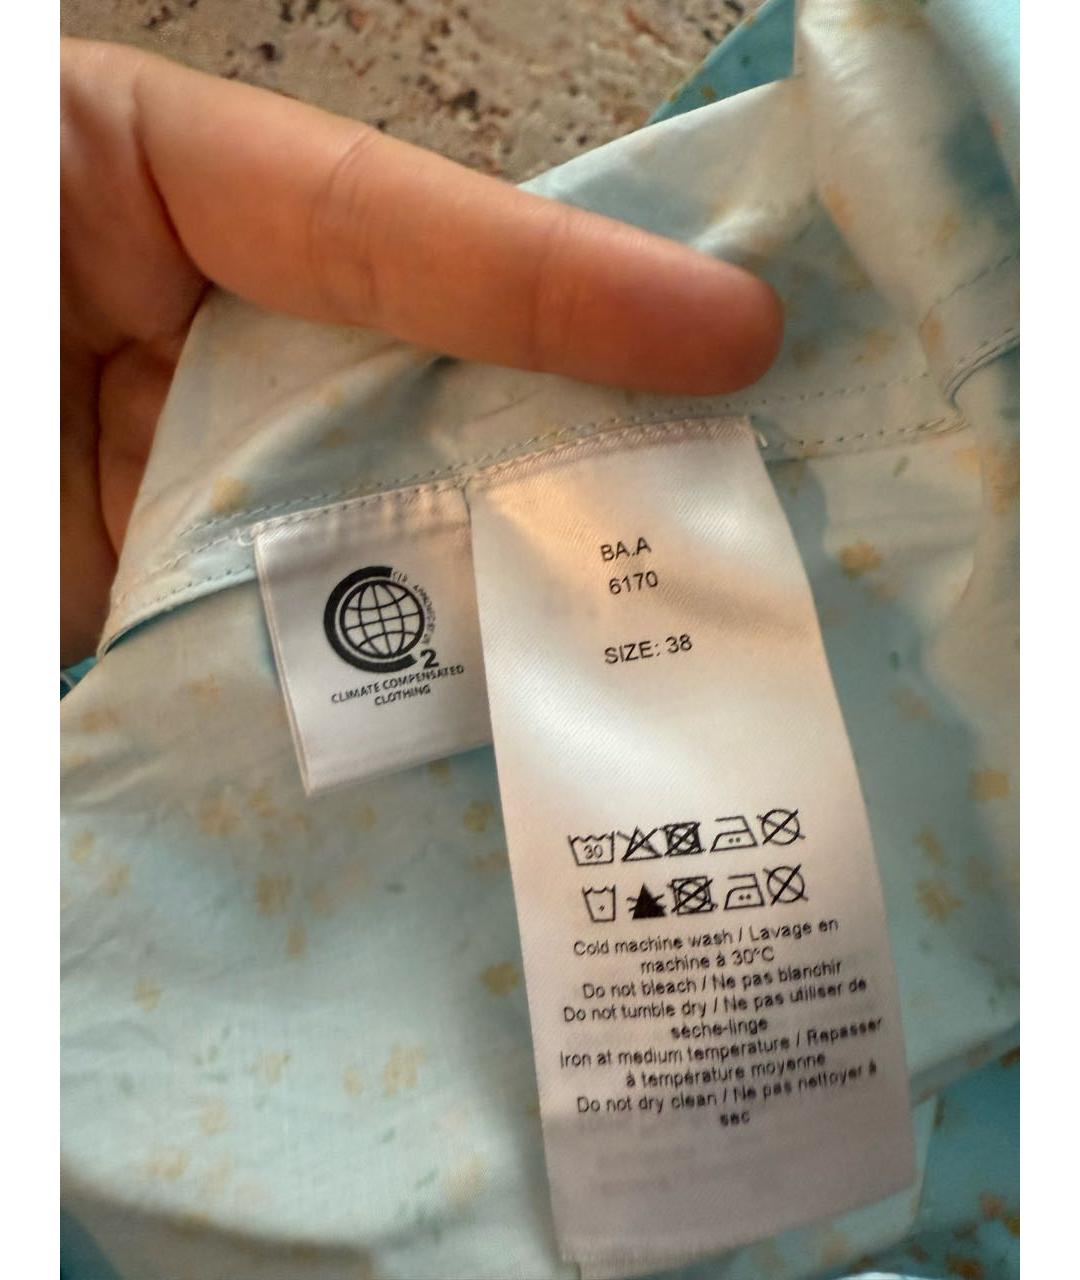 2
CLIMATE COMPENSATED
CLOTHING
BA.A
6170
SIZE: 38
30
Cold machine wash / Lavage en
machine à 30°C
Do not bleach / Ne pas blanchir
Do not tumble dry / Ne pas utiliser de
sèche-linge
Iron at medium temperature / Repasser
à température moyenne
Do not dry clean / Ne pas nettoyer à
sec